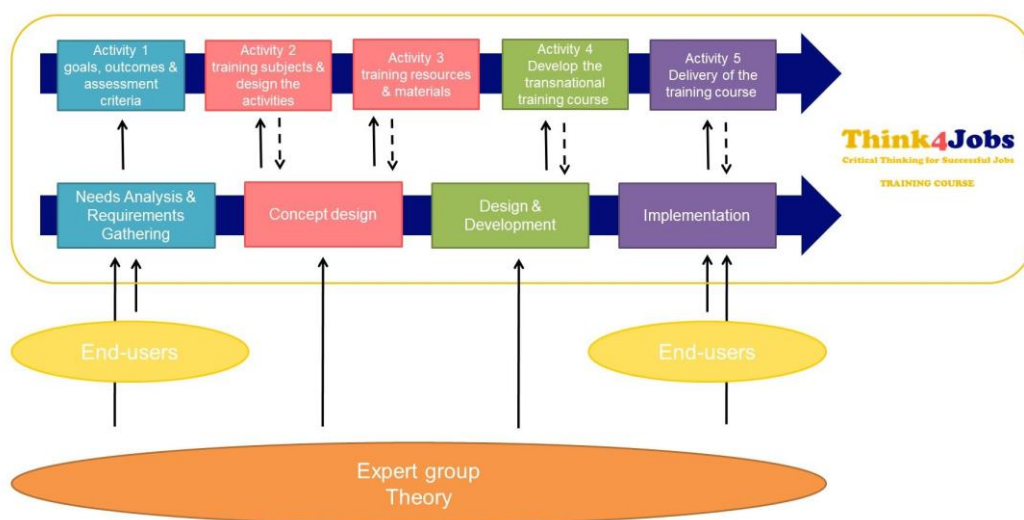 Activity 1
goals, outcomes &
assessment
criteria
Activity 2
training subjects &
design the
activities
Activity 3
training resources
& materials
Activity 4
Develop the
transnational
training course
Activity 5
Delivery of the
training course
Think4Jobs
Critical Thinking for Successful Jobs
TRAINING COURSE
Needs Analysis &
Requirements
Gathering
Concept design
Design &
Development
Implementation
End-users
End-users
Expert group
Theory